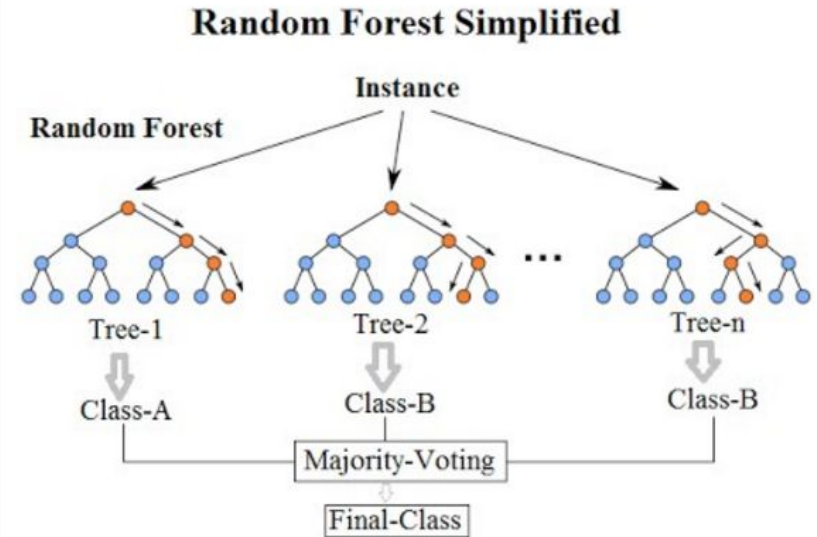 Random Forest Simplified
Instance
Random Forest
...
Tree-1
Tree-2
Tree-n
Class-A
Class-B
Class-B
Majority-Voting
Final-Class